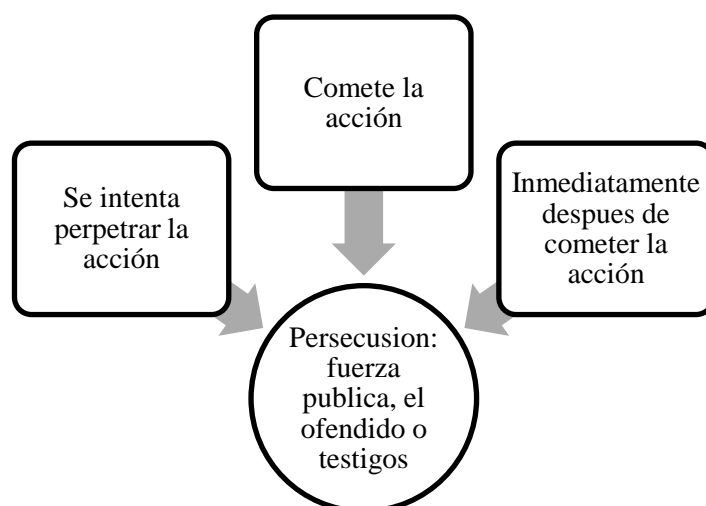 Comete la
acción
Se intenta
perpetrar la
acción
Inmediatamente
despues de
cometer la
acción
Persecusion:
fuerza
publica, el
ofendido o
testigos